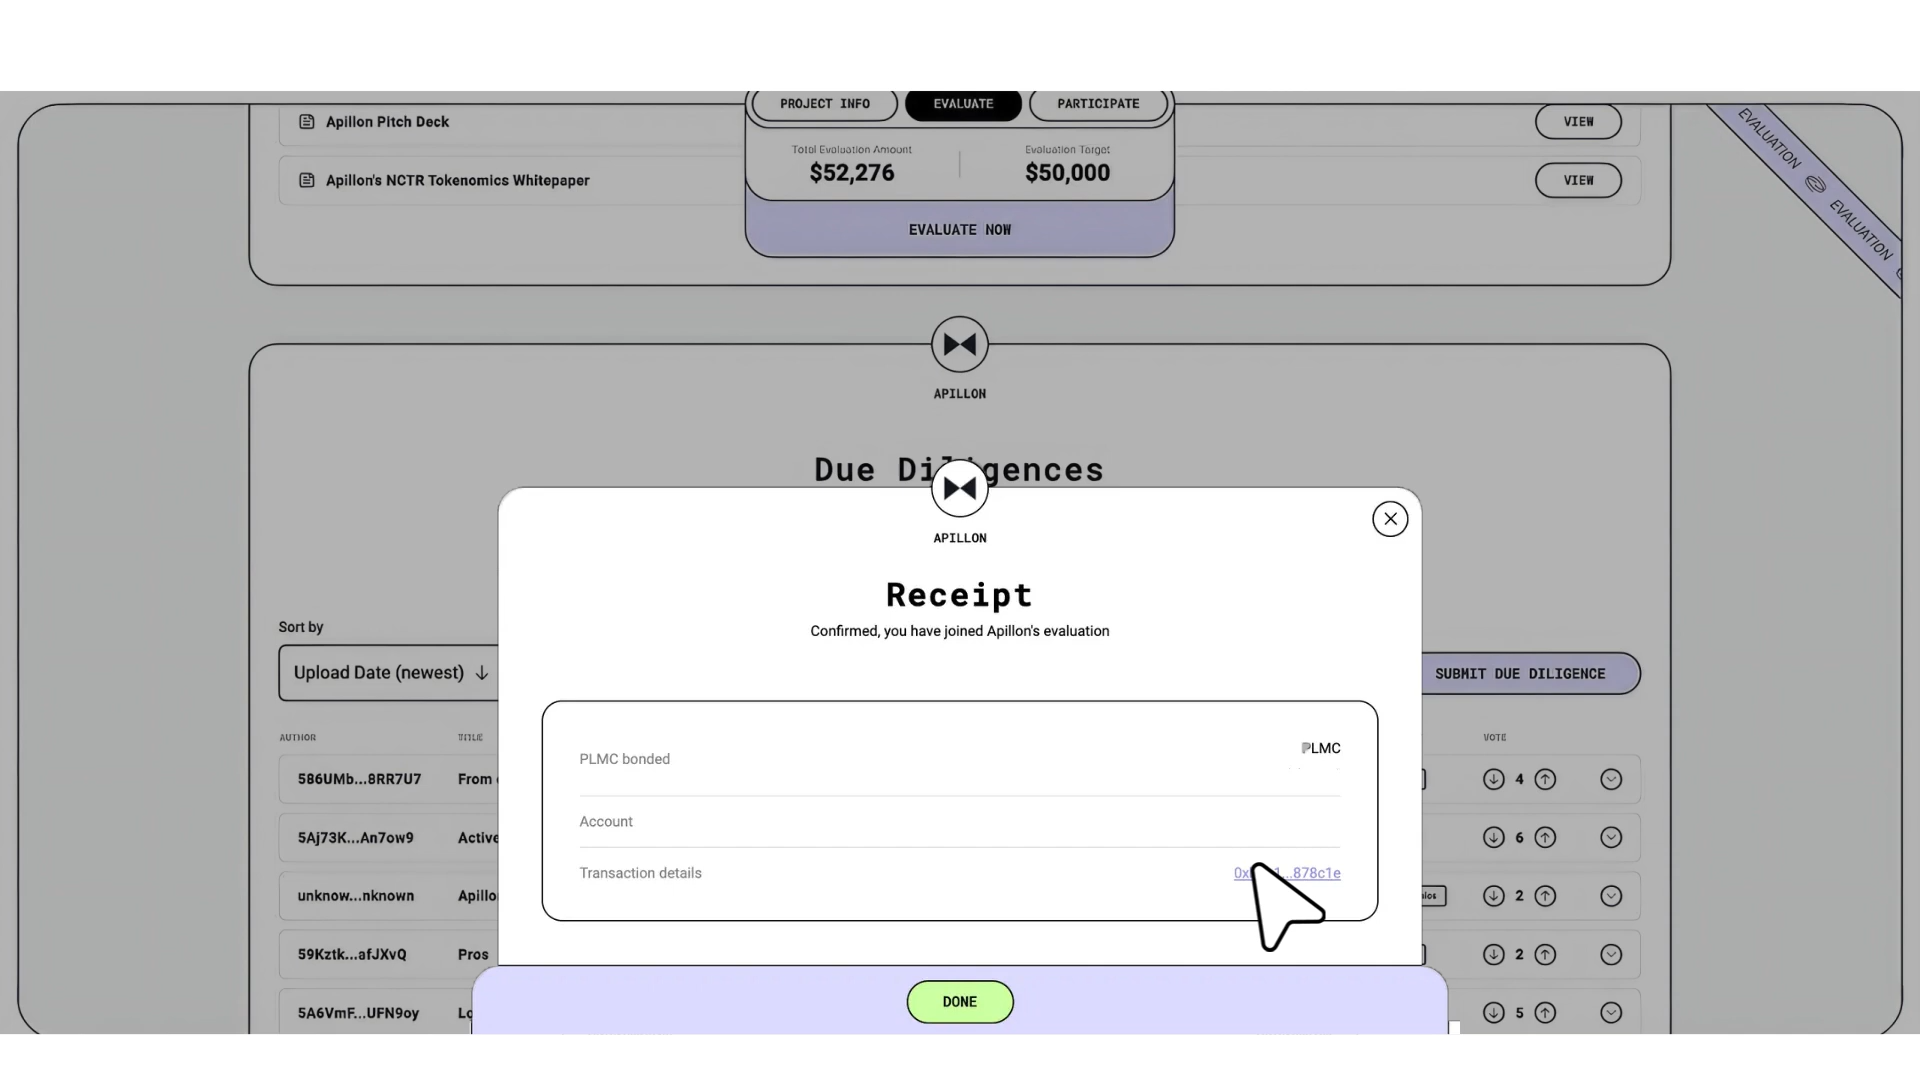 PROJECT INFO EVALUATE PARTICIPATE
Apillon Pitch Deck VIEW
Total Evaluation Amount Evaluation Target
$52,276 $50,000
Apillon's NCTR Tokenomics Whitepaper VIEW
EVALUATE NOW
EVALUATION EVALUATION
APILLON
Due Diligences
APILLON
Receipt
Confirmed, you have joined Apillon's evaluation
Sort by
Upload Date (newest)
SUBMIT DUE DILIGENCE
AUTHOR TITLE VOTE
PLMC bonded PLMC
586UMb...8RR7U7 From 4
Account
5Aj73K...An7ow9 Active 6
Transaction details ...878c1e
unknow...nknown Apillo 2
59Kztk...afJXvQ Pros 2
DONE
5A6VmF...UFN9oy 5